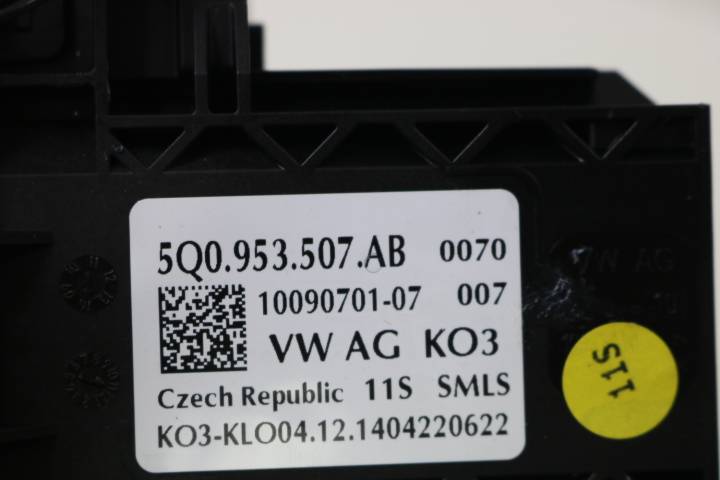 5Q0.953.507.AB 0070
10090701-07 007
VW AG KO3
Czech Republic 11S SMLS
KO3-KLO04.12.1404220622
11S